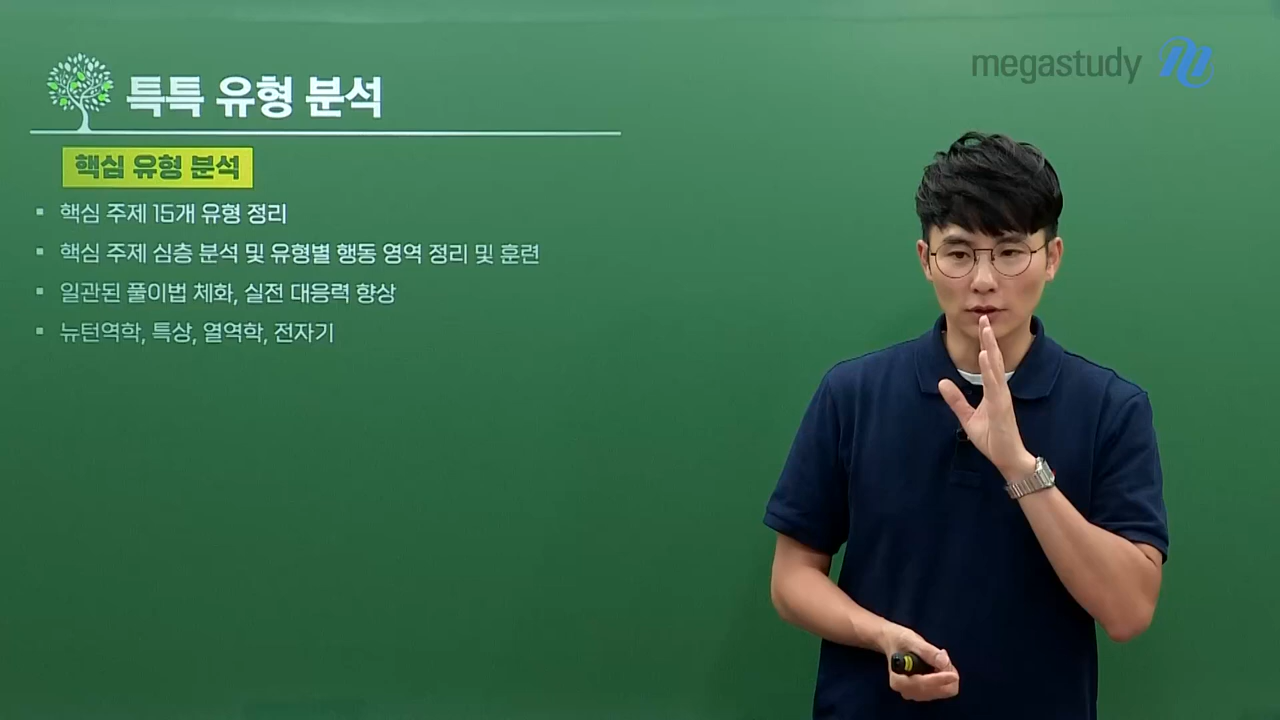 megastudy
특특 유형 분석
핵심 유형 분석
핵심 주제 15개 유형 정리
핵심 주제 심층 분석 및 유형별 행동 영역 정리 및 훈련
일관된 풀이법 체화, 실전 대응력 향상
뉴턴역학, 특상, 열역학, 전자기